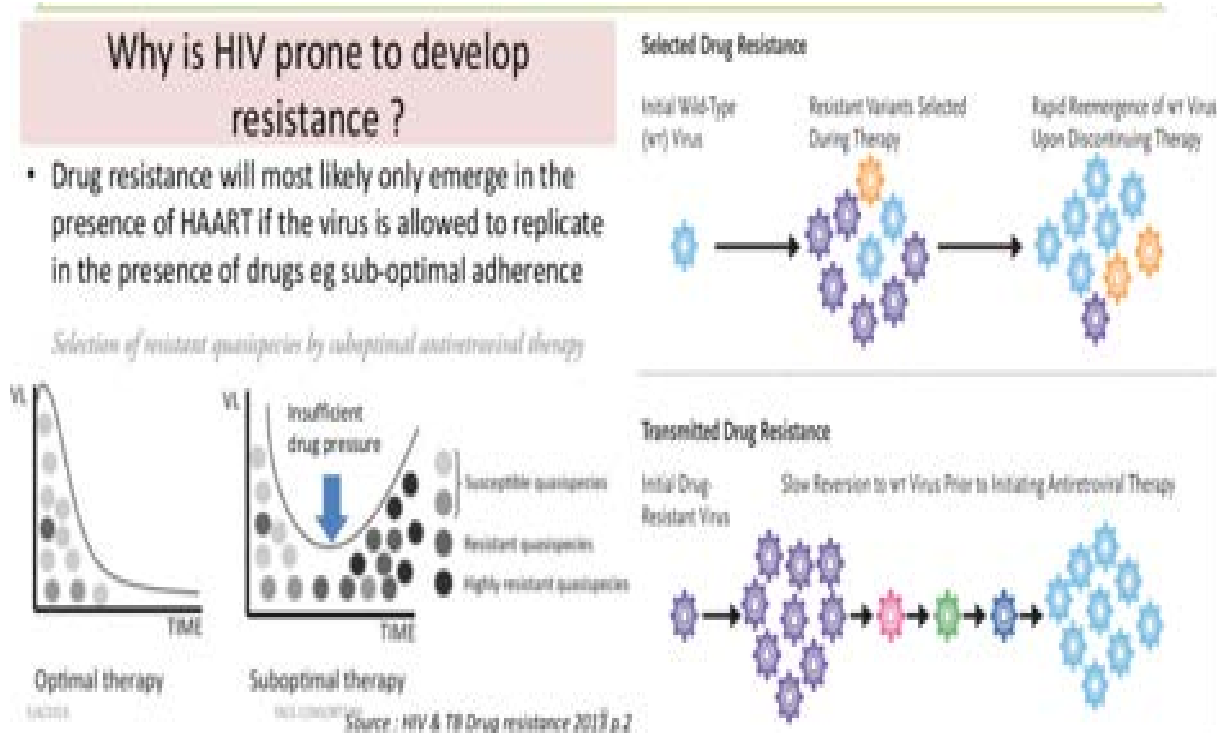 Why is HIV prone to develop
resistance ?
• Drug resistance will most likely only emerge in the
presence of HAART if the virus is allowed to replicate
in the presence of drugs eg sub-optimal adherence
Selection of resistant quasispecies by suboptimal antiretroviral therapy
VL
TIME
Optimal therapy
VL
Insufficient
drug pressure
TIME
Suboptimal therapy
Susceptible quasispecies
Resistant quasispecies
Highly resistant quasispecies
Source : HIV & TB Drug resistance 2013 p 2
Selected Drug Resistance
Initial Wild-Type
(WT) Virus
Resistant Variants Selected
During Therapy
Rapid Reemergence of WT Virus
Upon Discontinuing Therapy
Transmitted Drug Resistance
Initial Drug-
Resistant Virus
Slow Reversion to WT Virus Prior to Initiating Antiretroviral Therapy